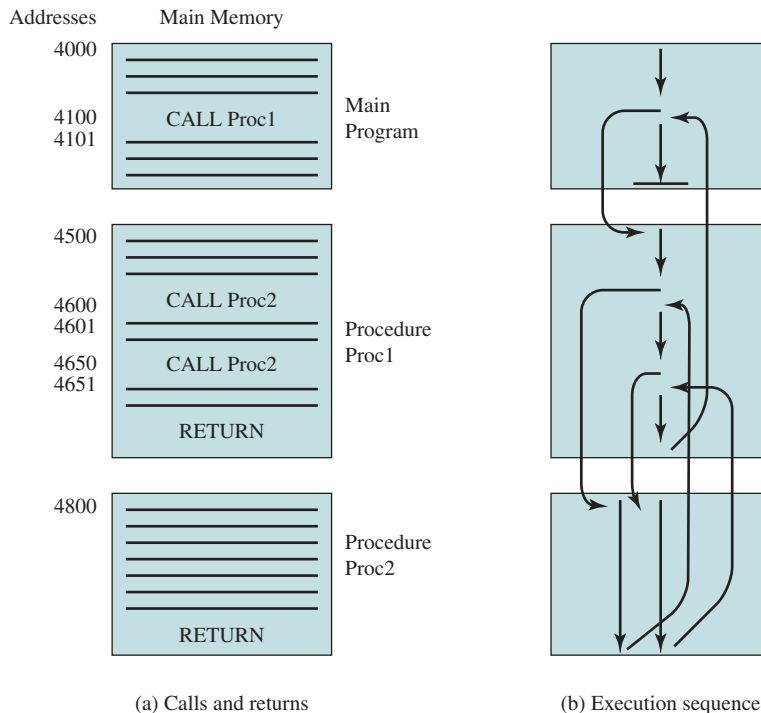 Addresses
Main Memory
4000
4100
CALL Proc1
4101
Main
Program
4500
CALL Proc2
4600
4601
CALL Proc2
4650
4651
RETURN
Procedure
Proc1
4800
RETURN
Procedure
Proc2
(a) Calls and returns
(b) Execution sequence